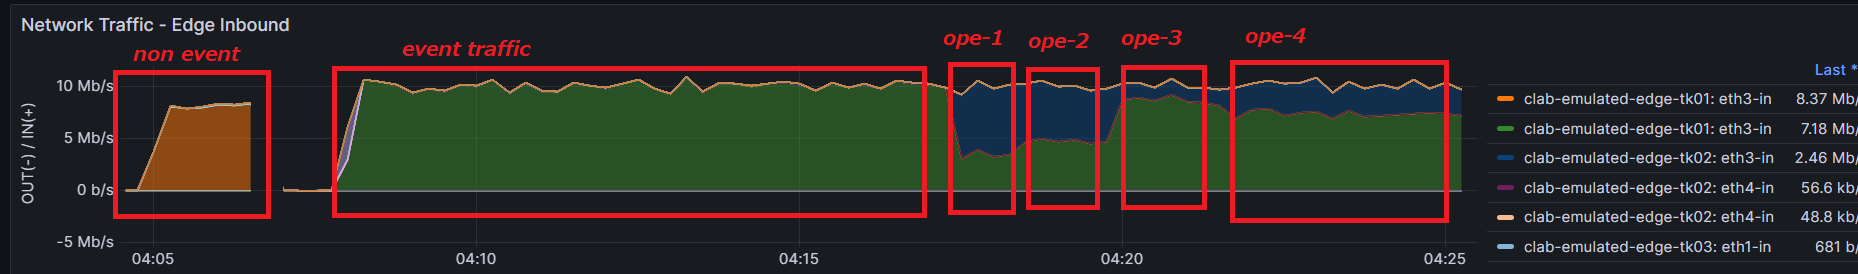 Network Traffic - Edge Inbound
non event
event traffic
ope-1
ope-2
ope-3
ope-4
OUT(-) / IN(+)
10 Mb/s
5 Mb/s
0 b/s
-5 Mb/s
04:05
04:10
04:15
04:20
04:25
Last *
clab-emulated-edge-tk01: eth3-in 8.37 Mb/
clab-emulated-edge-tk01: eth3-in 7.18 Mb/
clab-emulated-edge-tk02: eth3-in 2.46 Mb/
clab-emulated-edge-tk02: eth4-in 56.6 kb/
clab-emulated-edge-tk02: eth4-in 48.8 kb/
clab-emulated-edge-tk03: eth1-in 681 b/